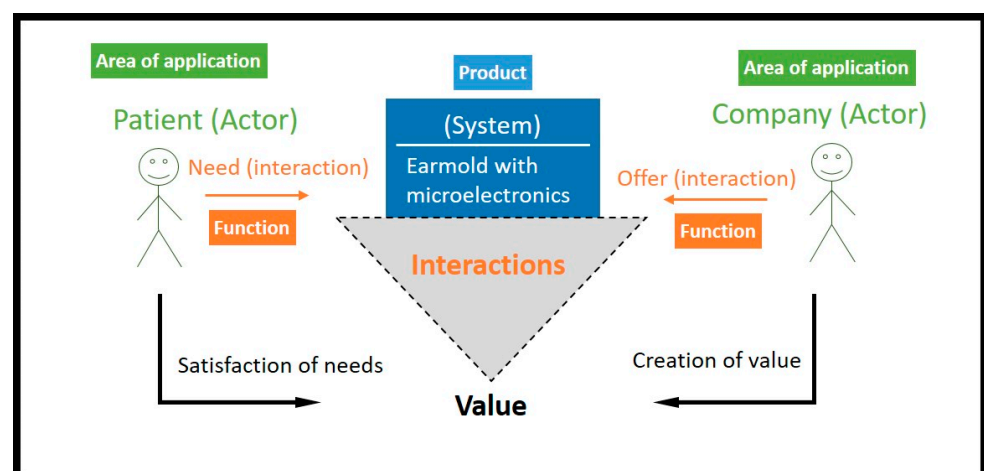 Area of application
Product
Area of application
Patient (Actor)
(System)
Company (Actor)
Need (interaction)
Earmold with
microelectronics
Offer (interaction)
Function
Function
Interactions
Satisfaction of needs
Creation of value
Value